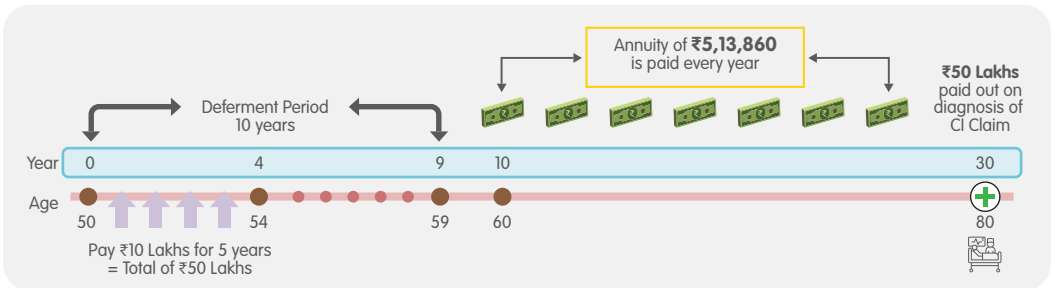 Annuity of ₹5,13,860
is paid every year
₹50 Lakhs
paid out on
diagnosis of
CI Claim
Deferment Period
10 years
Year 0 4 9 10 30
Age
50 54 59 60 80
Pay ₹10 Lakhs for 5 years
= Total of ₹50 Lakhs